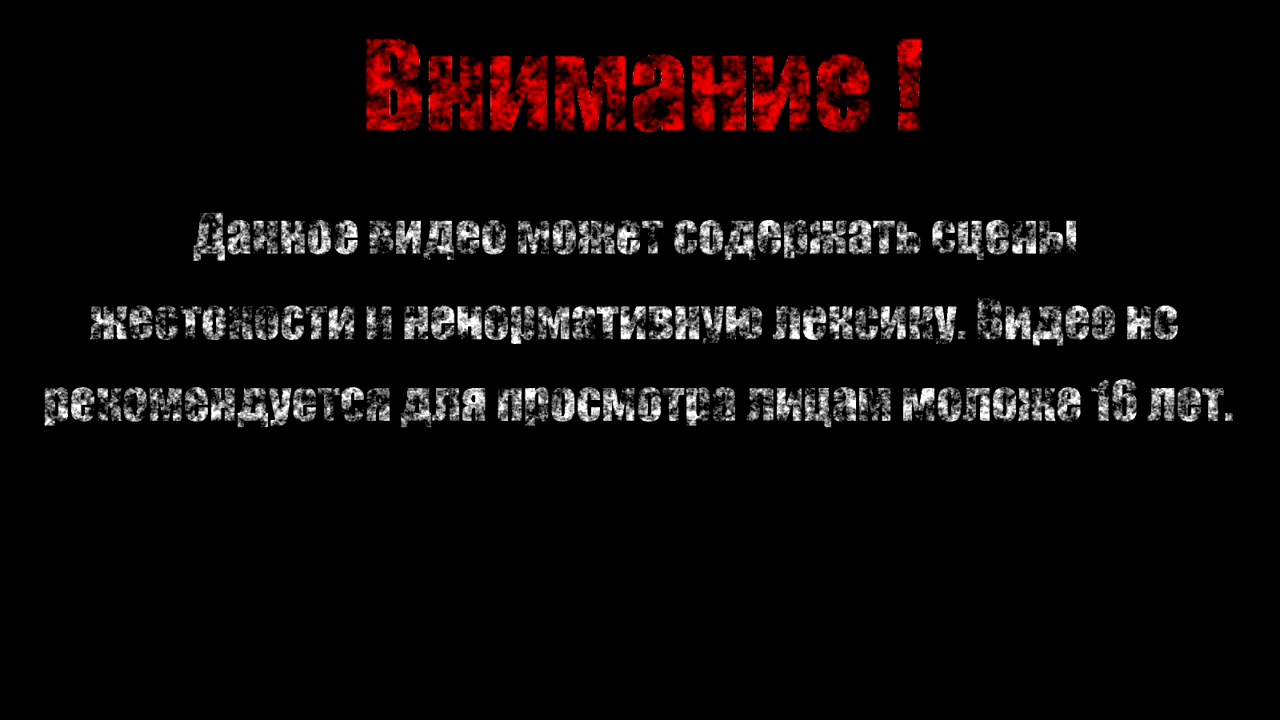 Внимание !
Данное видео может содержать сцены
жестокости и ненормативную лексику. Видео не
рекомендуется для просмотра лицам моложе 16 лет.